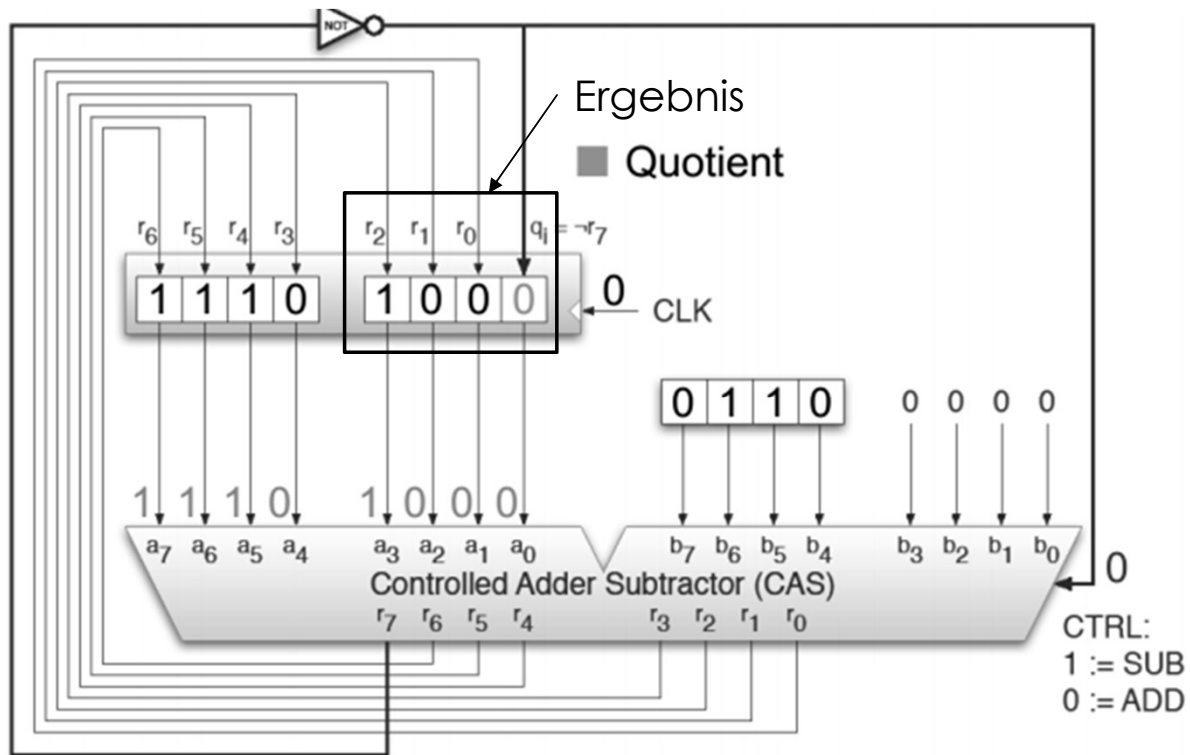 NOT
Ergebnis
Quotient
r6 r5 r4 r3 r2 r1 r0 qi = ¬r7
1 1 1 0 1 0 0 0
0
CLK
0 1 1 0 0 0 0 0
1 1 1 0 1 0 0 0
a7 a6 a5 a4 a3 a2 a1 a0 b7 b6 b5 b4 b3 b2 b1 b0
0
Controlled Adder Subtractor (CAS)
r7 r6 r5 r4 r3 r2 r1 r0
CTRL:
1 := SUB
0 := ADD